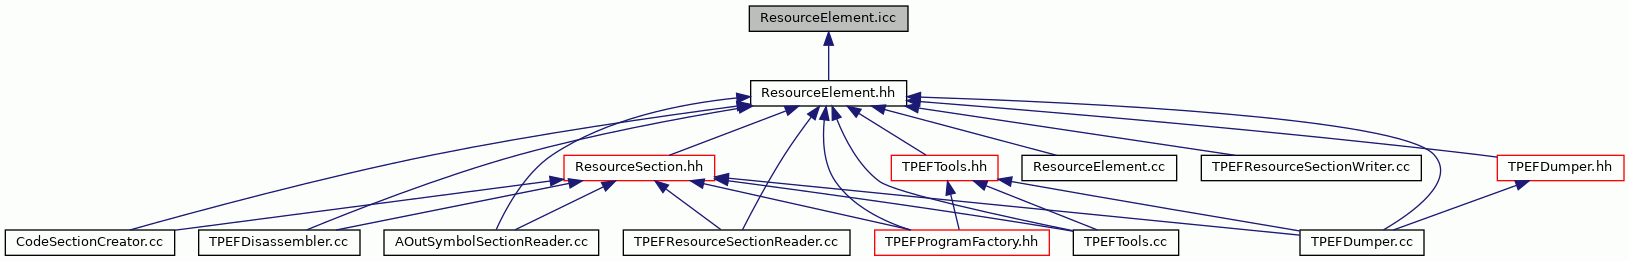 ResourceElement.icc
ResourceElement.hh
ResourceSection.hh
TPEFTools.hh
ResourceElement.cc
TPEFResourceSectionWriter.cc
TPEFDumper.hh
CodeSectionCreator.cc
TPEFDisassembler.cc
AOutSymbolSectionReader.cc
TPEFResourceSectionReader.cc
TPEFProgramFactory.hh
TPEFTools.cc
TPEFDumper.cc